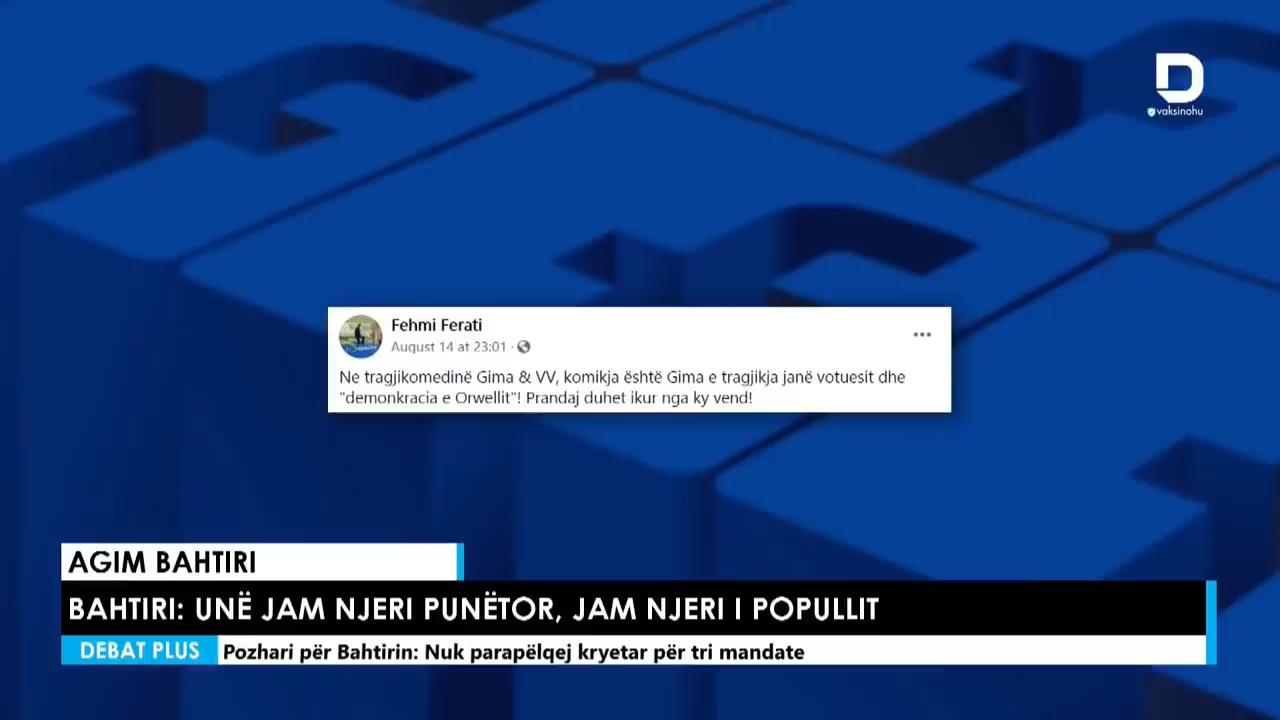 D
vaksinohu
Fehmi Ferati
August 14 at 23:01 ·
Ne tragjikomedinë Gima & VV, komikja është Gima e tragjikja janë votuesit dhe
"demonkracia e Orwellit"! Prandaj duhet ikur nga ky vend!
AGIM BAHTIRI
BAHTIRI: UNË JAM NJERI PUNËTOR, JAM NJERI I POPULLIT
DEBAT PLUS Pozhari për Bahtirin: Nuk parapëlqej kryetar për tri mandate